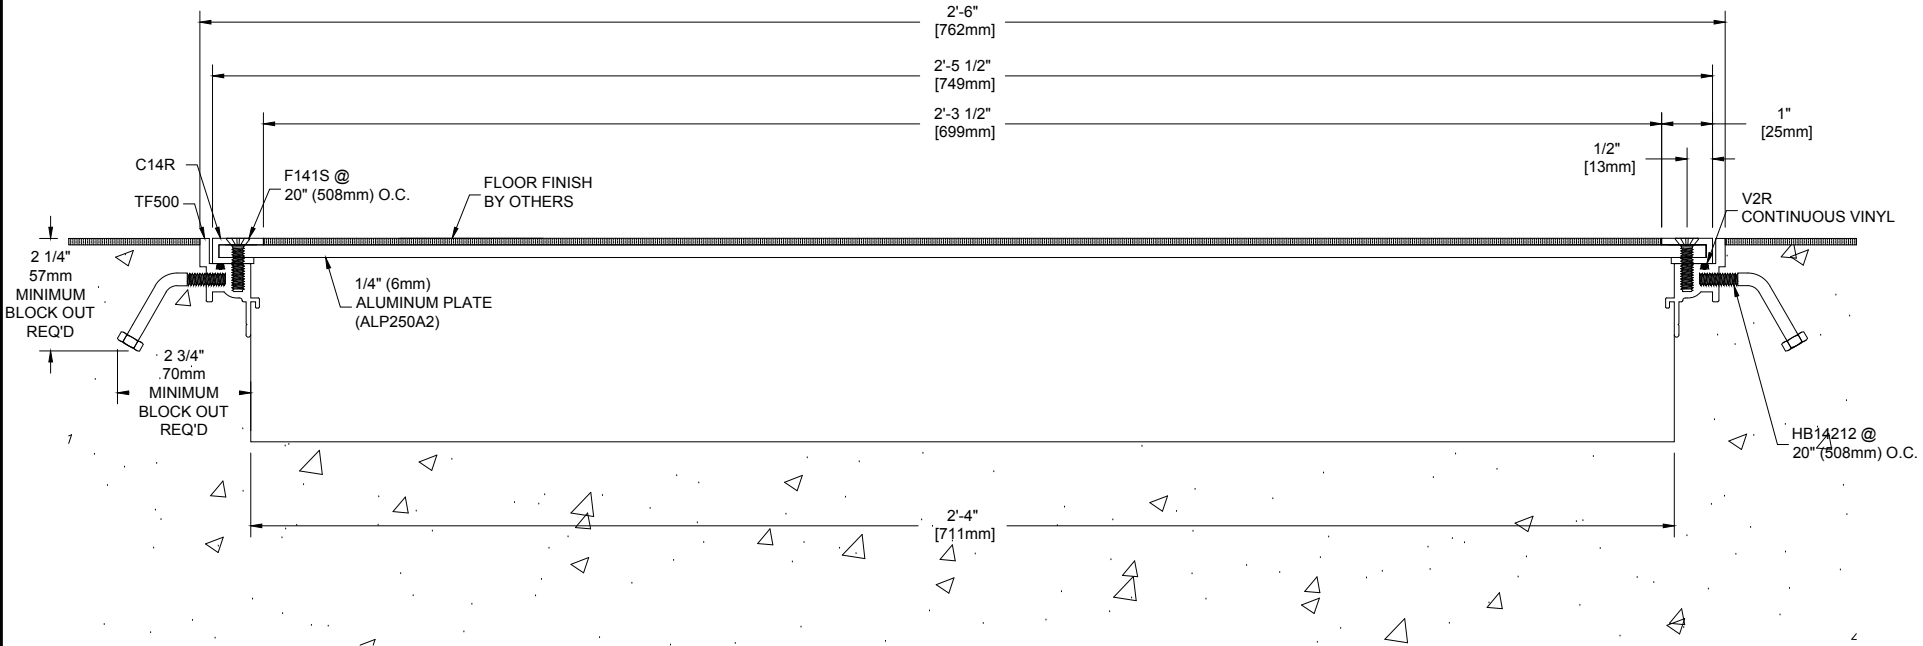 2'-6"
[762mm]
2'-5 1/2"
[749mm]
2'-3 1/2"
[699mm]
1"
[25mm]
1/2"
[13mm]
C14R
F141S @
20" (508mm) O.C.
FLOOR FINISH
BY OTHERS
TF500
V2R
CONTINUOUS VINYL
2 1/4"
57mm
MINIMUM
BLOCK OUT
REQ'D
1/4" (6mm)
ALUMINUM PLATE
(ALP250A2)
2 3/4"
70mm
MINIMUM
BLOCK OUT
REQ'D
HB14212 @
20" (508mm) O.C.
2'-4"
[711mm]